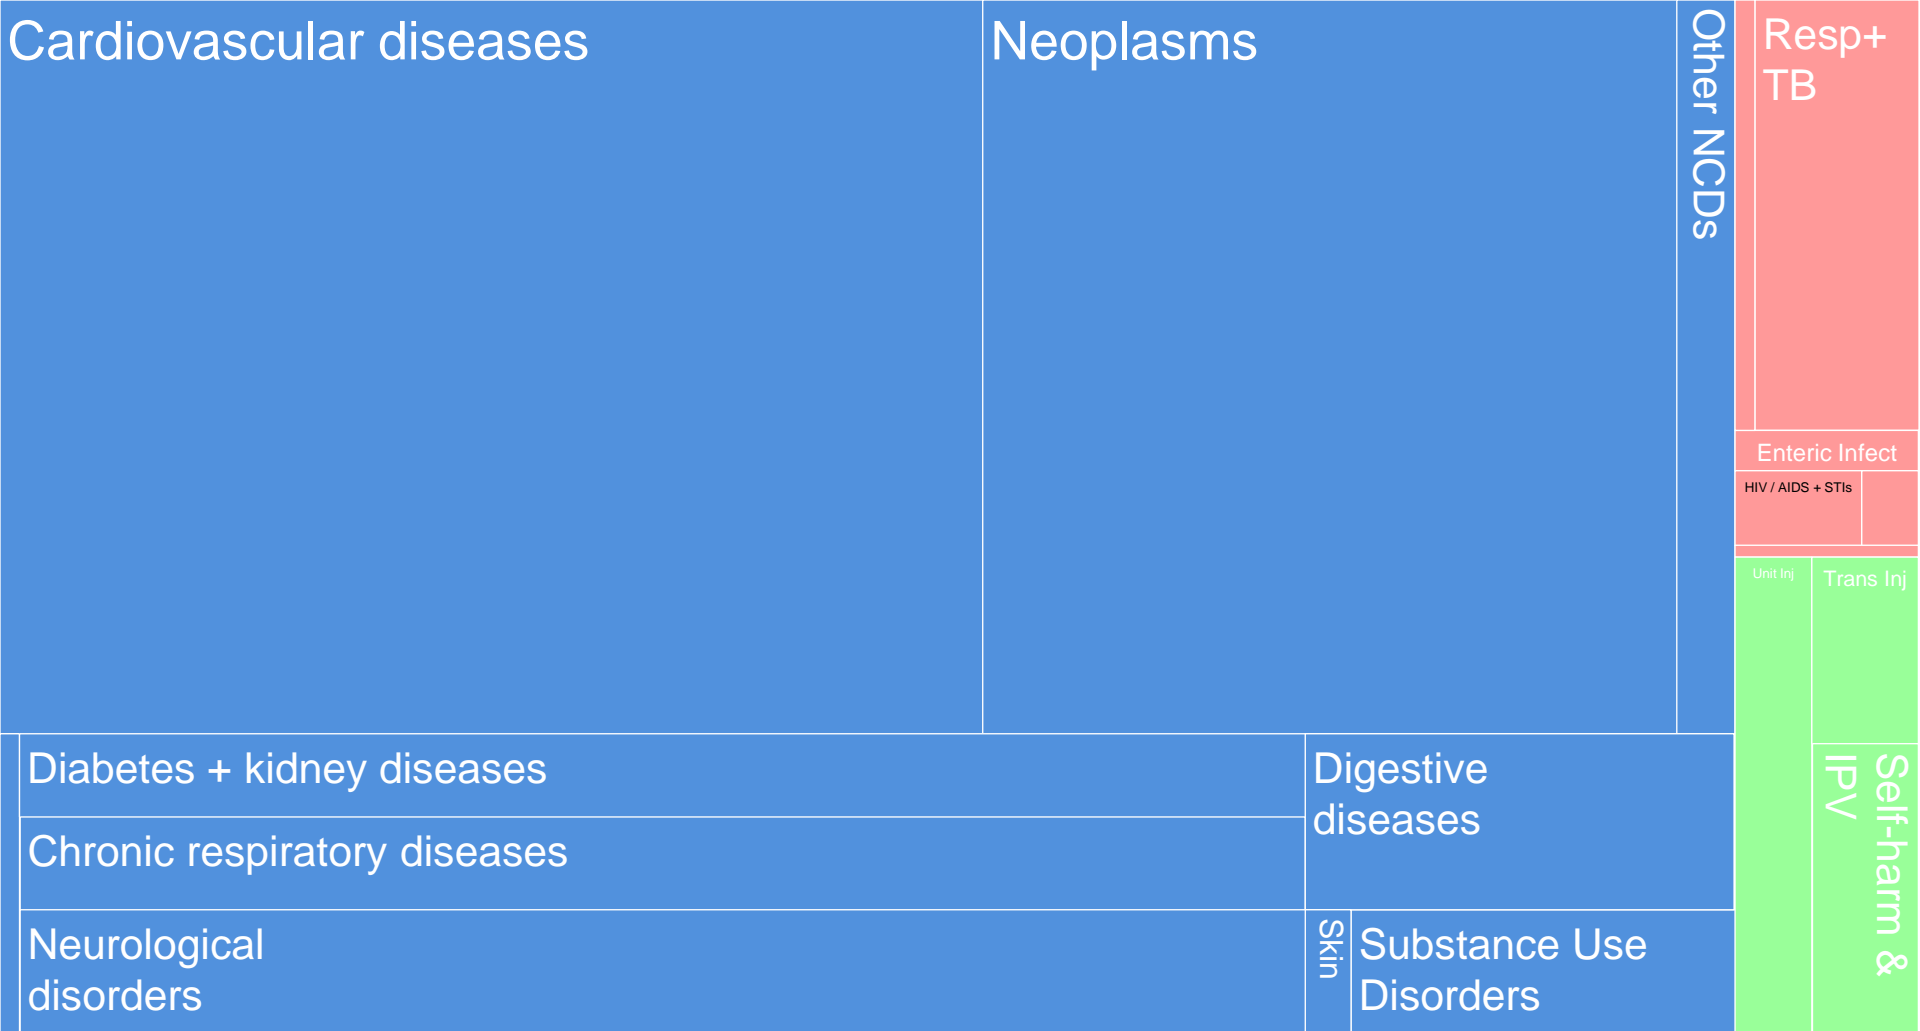 Cardiovascular diseases
Neoplasms
Other NCDs
Resp+
TB
Enteric Infect
HIV / AIDS + STIs
Unit Inj
Trans Inj
Self-harm &
IPV
Diabetes + kidney diseases
Chronic respiratory diseases
Neurological
disorders
Digestive
diseases
Skin
Substance Use
Disorders